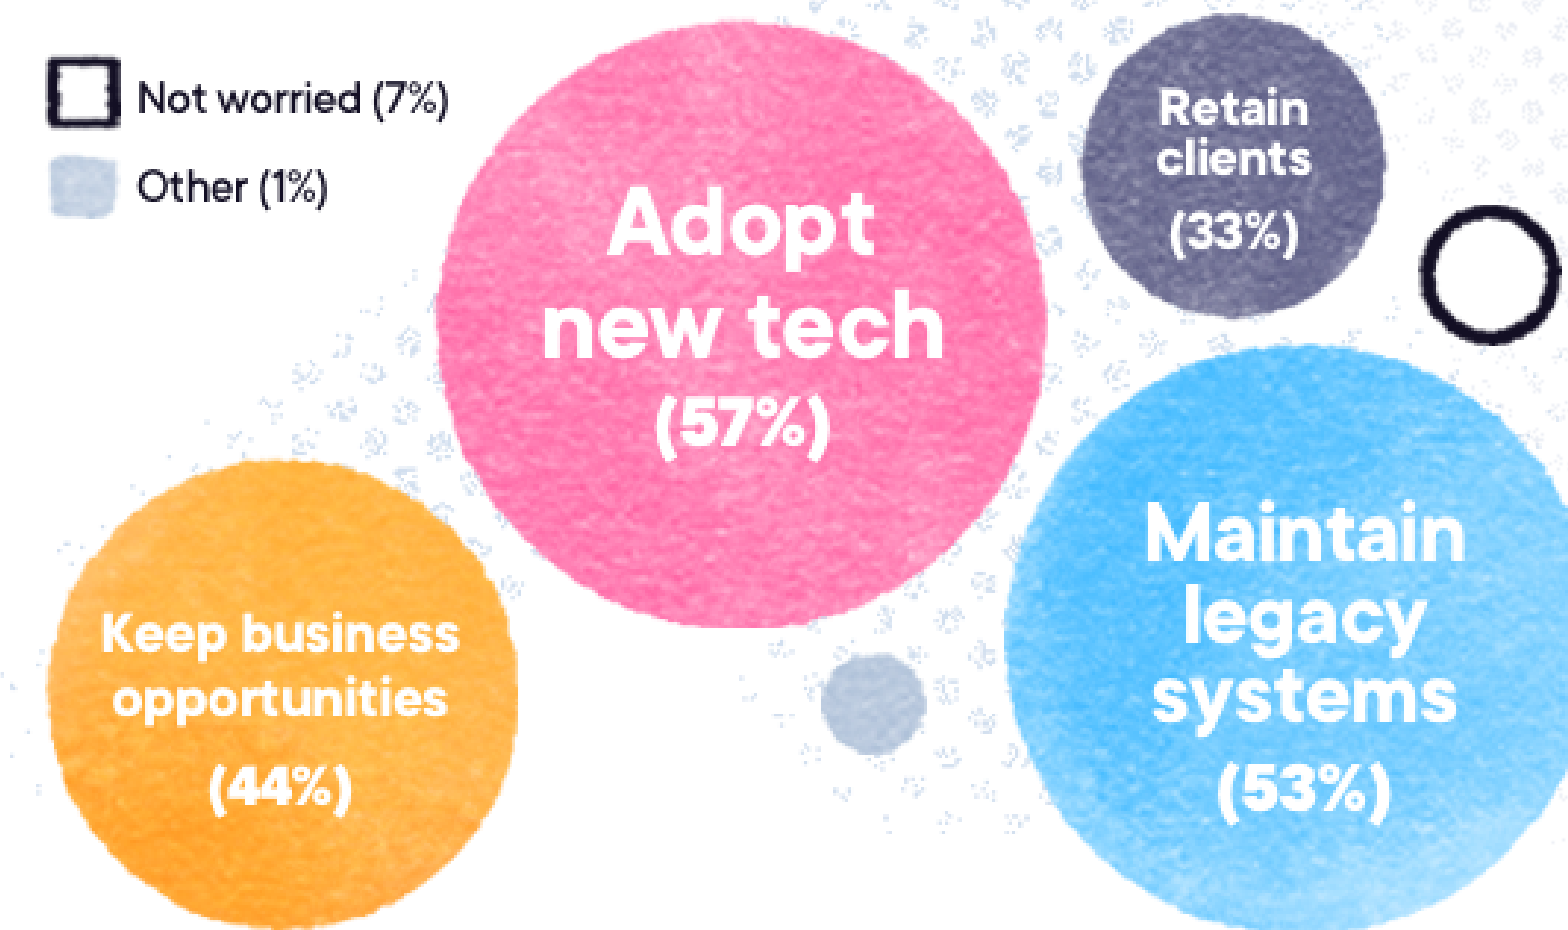 Not worried (7%)
Other (1%)
Adopt
new tech
(57%)
Retain
clients
(33%)
Keep business
opportunities
(44%)
Maintain
legacy
systems
(53%)